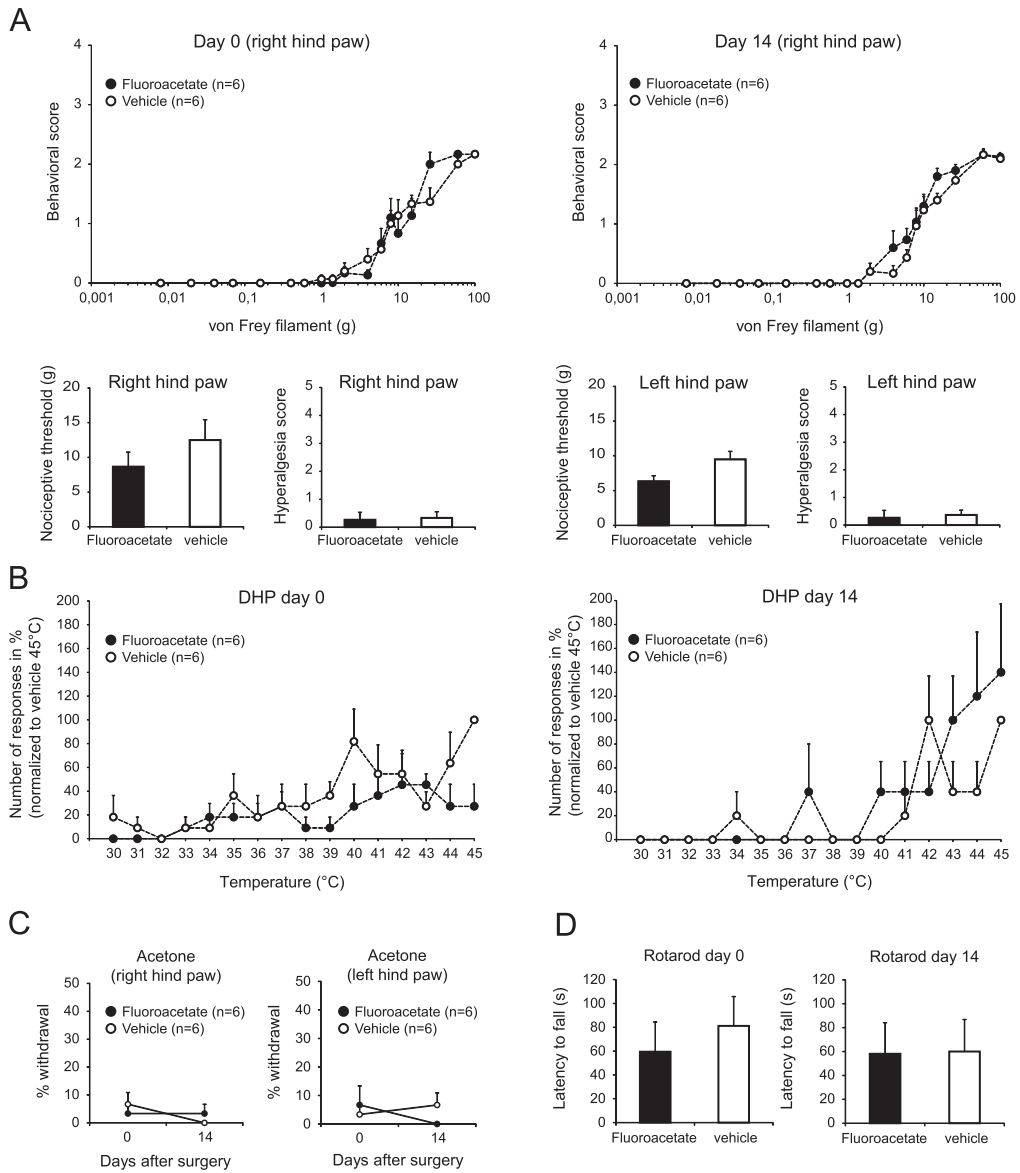 A
Day 0 (right hind paw)
Behavioral score
4
3
2
1
0
Fluoroacetate (n=6)
Vehicle (n=6)
0,001
0,01
0,1
1
10
100
von Frey filament (g)
Day 14 (right hind paw)
Behavioral score
4
3
2
1
0
Fluoroacetate (n=6)
Vehicle (n=6)
0,001
0,01
0,1
1
10
100
von Frey filament (g)
Right hind paw
Nociceptive threshold (g)
20
15
10
5
0
Fluoroacetate
vehicle
Right hind paw
Hyperalgesia score
5
4
3
2
1
0
Fluoroacetate
vehicle
Left hind paw
Nociceptive threshold (g)
20
15
10
5
0
Fluoroacetate
vehicle
Left hind paw
Hyperalgesia score
5
4
3
2
1
0
Fluoroacetate
vehicle
B
DHP day 0
Number of responses in %
(normalized to vehicle 45°C)
200
180
160
140
120
100
80
60
40
20
0
Fluoroacetate (n=6)
Vehicle (n=6)
30 31 32 33 34 35 36 37 38 39 40 41 42 43 44 45
Temperature (°C)
DHP day 14
Number of responses in %
(normalized to vehicle 45°C)
200
180
160
140
120
100
80
60
40
20
0
Fluoroacetate (n=6)
Vehicle (n=6)
30 31 32 33 34 35 36 37 38 39 40 41 42 43 44 45
Temperature (°C)
C
Acetone
(right hind paw)
% withdrawal
50
40
30
20
10
0
Fluoroacetate (n=6)
Vehicle (n=6)
0
14
Days after surgery
Acetone
(left hind paw)
% withdrawal
50
40
30
20
10
0
Fluoroacetate (n=6)
Vehicle (n=6)
0
14
Days after surgery
D
Rotarod day 0
Latency to fall (s)
120
100
80
60
40
20
0
Fluoroacetate
vehicle
Rotarod day 14
Latency to fall (s)
120
100
80
60
40
20
0
Fluoroacetate
vehicle